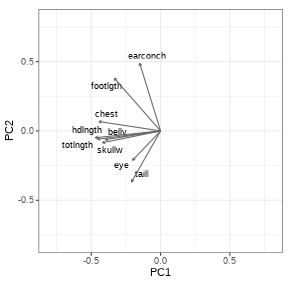 earconch
footlgth
chest
hdlngth
belly
totlngth
skullw
eye
taill
0.5
0.0
-0.5
PC2
-0.5
0.0
0.5
PC1